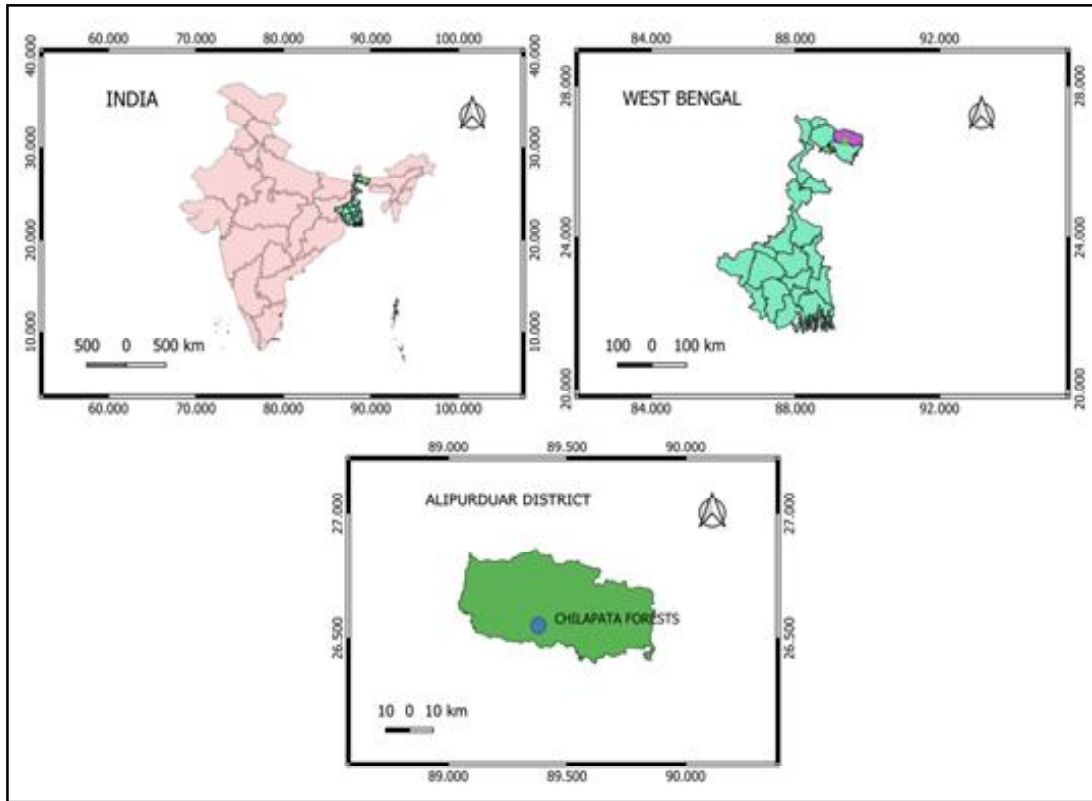 60.000 70.000 80.000 90.000 100.000
40.000 40.000
INDIA
30.000 30.000
20.000 20.000
10.000 10.000
500 0 500 km
60.000 70.000 80.000 90.000 100.000
84.000 88.000 92.000
28.000 28.000
WEST BENGAL
24.000 24.000
100 0 100 km
20.000 20.000
84.000 88.000 92.000
89.000 89.500 90.000
27.000 27.000
ALIPURDUAR DISTRICT
CHILAPATA FORESTS
26.500 26.500
10 0 10 km
89.000 89.500 90.000